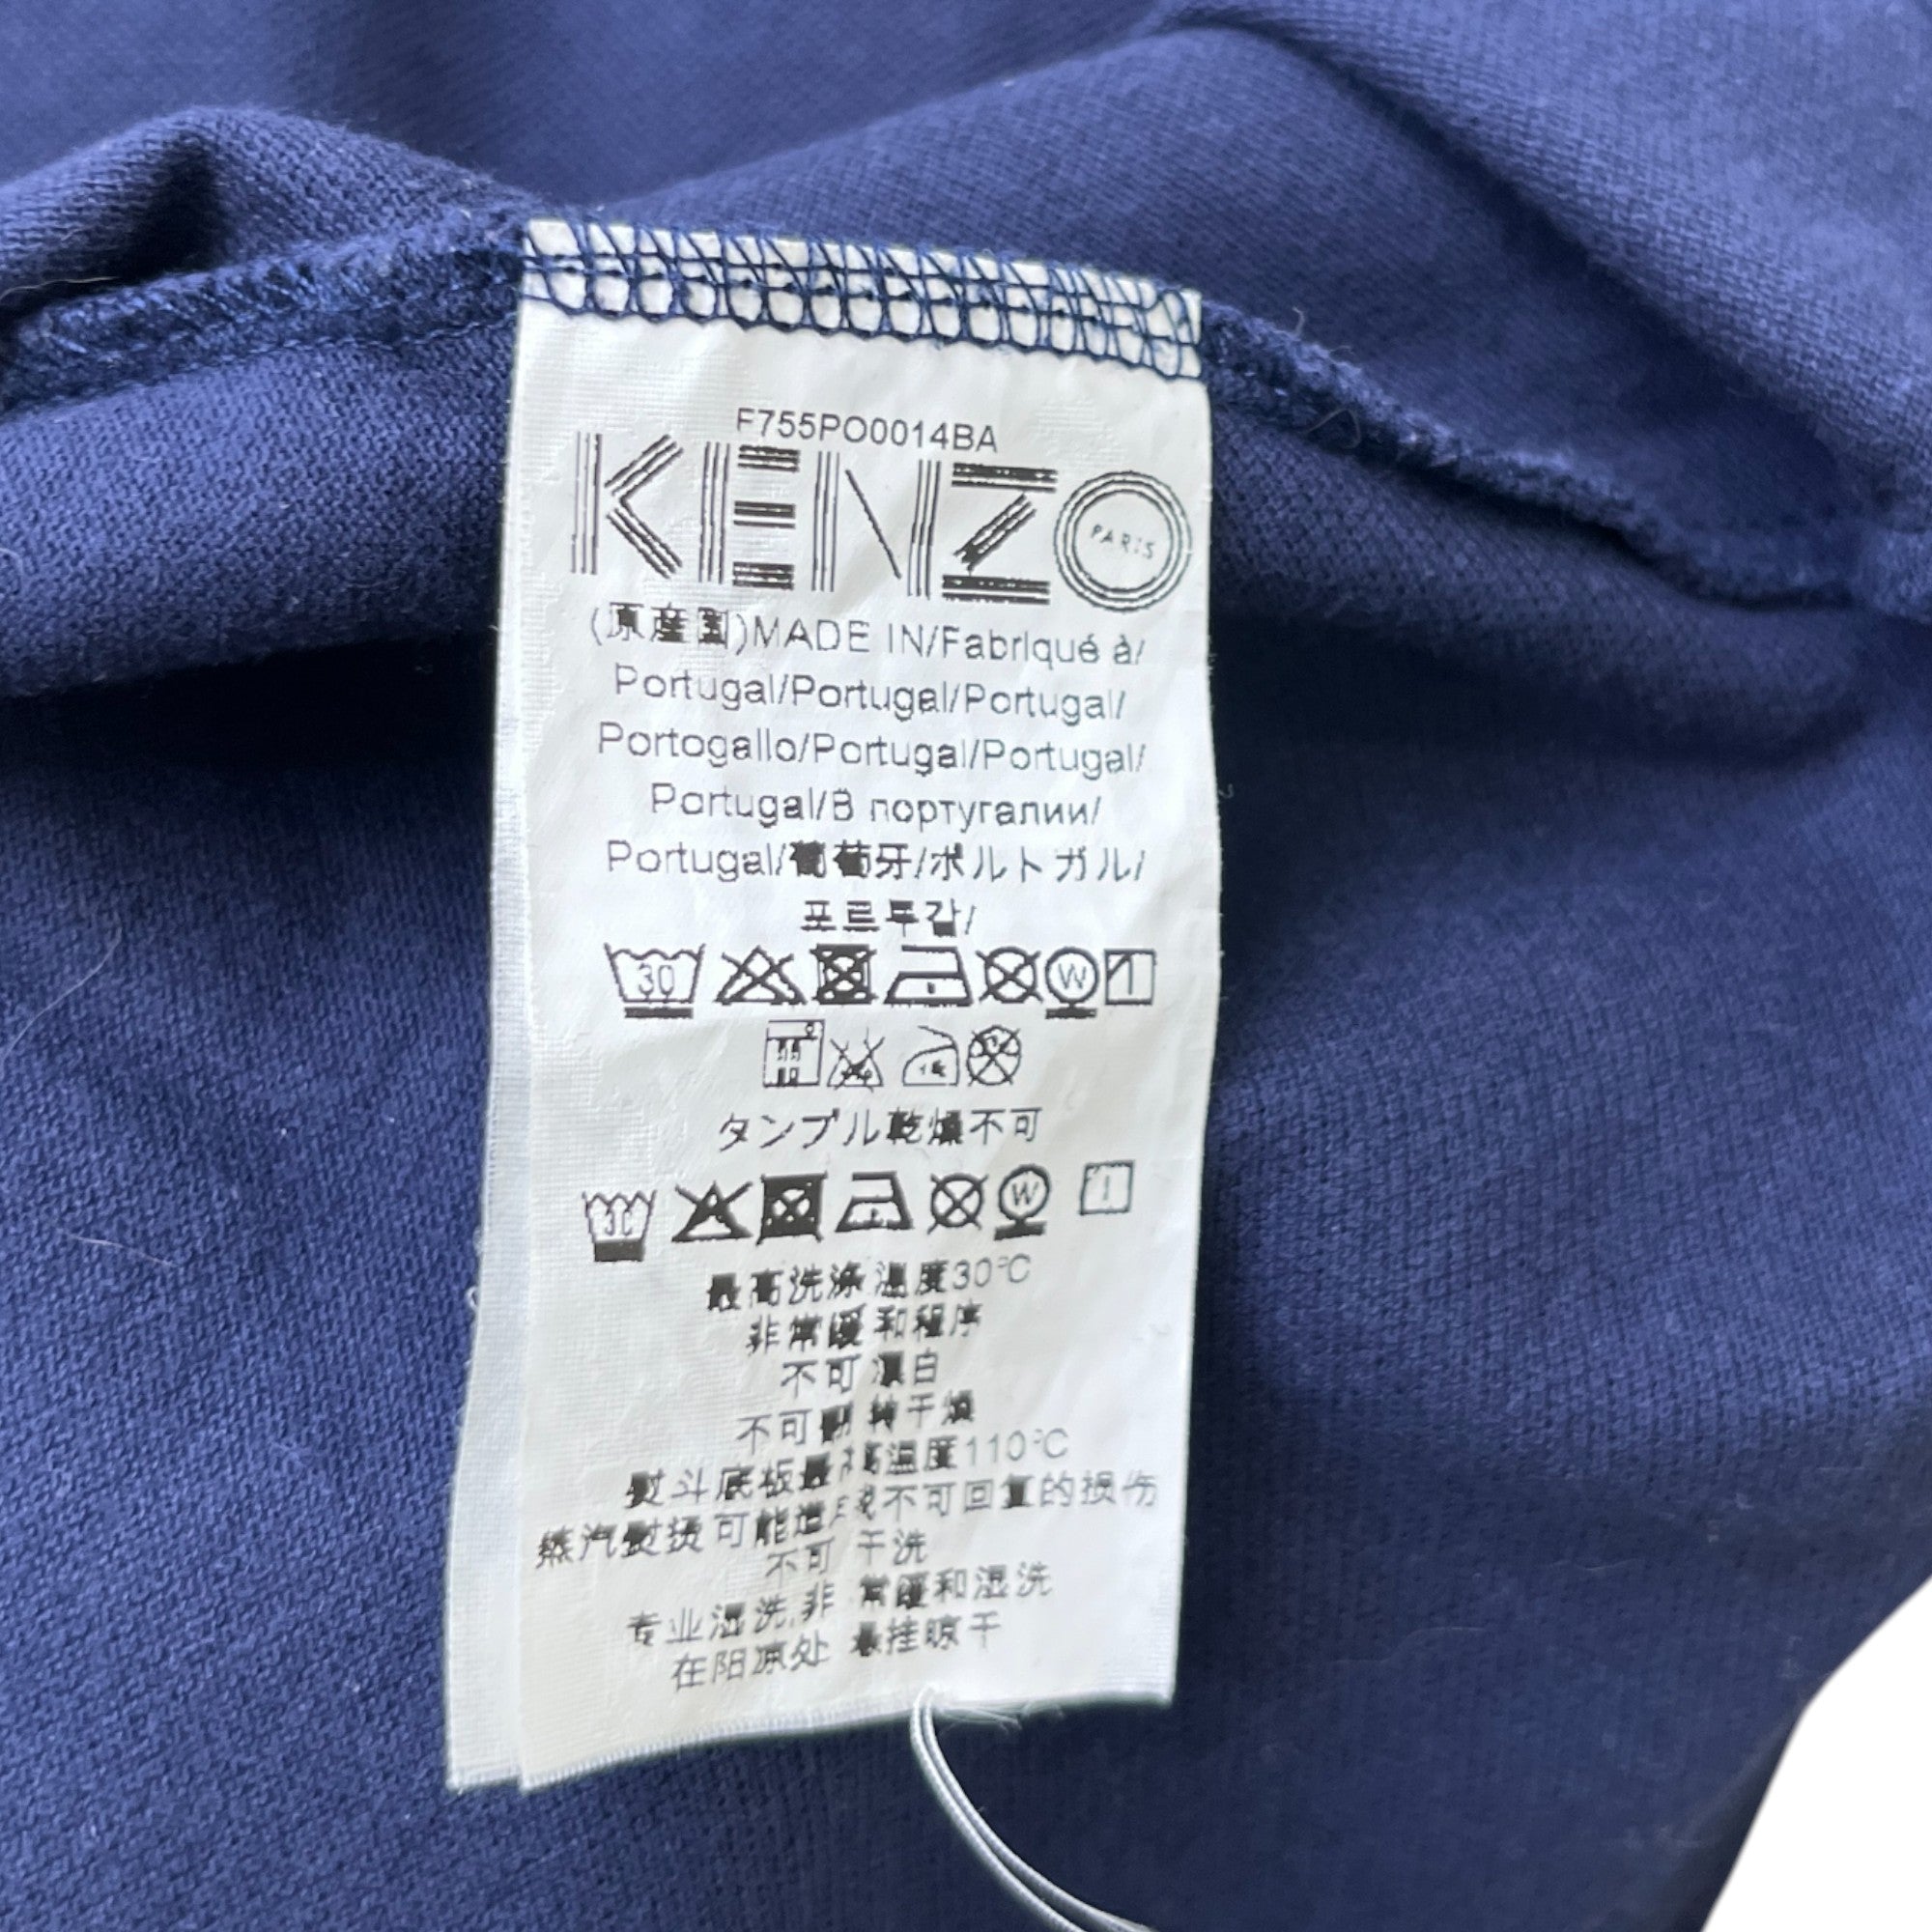 F755PO0014BA
KENZO
PARIS
(原産国)MADE IN/Fabriqué à/
Portugal/Portugal/Portugal/
Portogallo/Portugal/Portugal/
Portugal/В португалии/
Portugal/葡萄牙/ポルトガル/
포르투갈/
30 W
タンブル乾燥不可
30 W
最高洗涤温度30°C
非常缓和程序
不可漂白
不可翻转干燥
熨斗底板最高温度110°C
蒸汽熨烫可能造成不可回复的损伤
不可干洗
专业湿洗,非常缓和湿洗
在阴凉处悬挂晾干